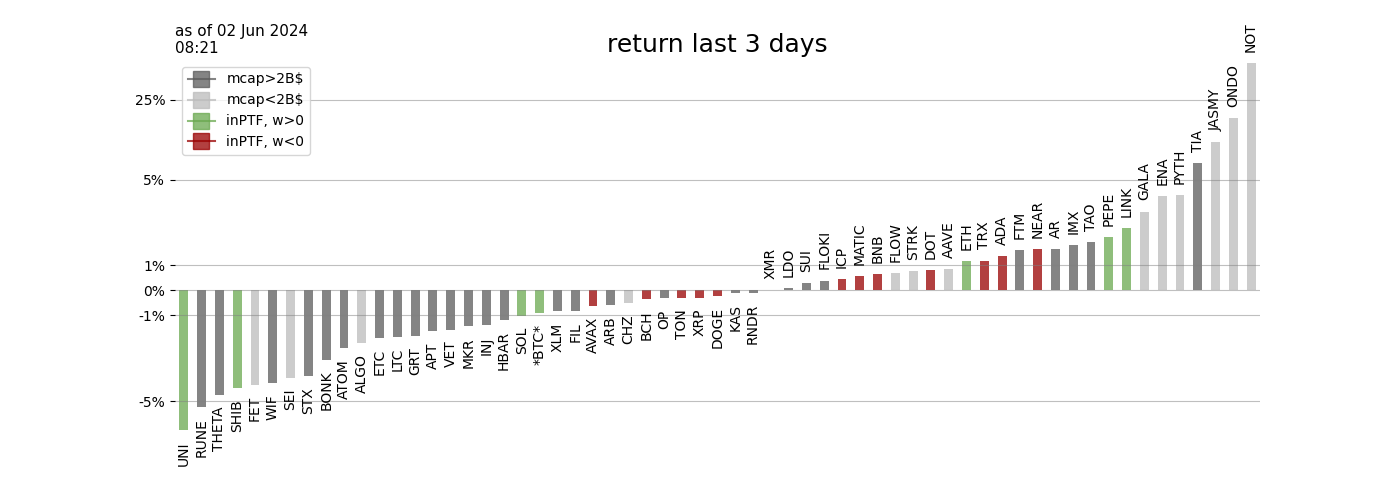 as of 02 Jun 2024
08:21
return last 3 days
mcap>2B$
mcap<2B$
inPTF, w>0
inPTF, w<0
25%
5%
1%
0%
-1%
-5%
UNI
RUNE
THETA
SHIB
FET
WIF
SEI
STX
BONK
ATOM
ALGO
ETC
LTC
GRT
APT
VET
MKR
INJ
HBAR
SOL
*BTC*
XLM
FIL
AVAX
ARB
CHZ
BCH
OP
TON
XRP
DOGE
KAS
RNDR
XMR
LDO
SUI
FLOKI
ICP
MATIC
BNB
FLOW
STRK
DOT
AAVE
ETH
TRX
ADA
FTM
NEAR
AR
IMX
TAO
PEPE
LINK
GALA
ENA
PYTH
TIA
JASMY
ONDO
NOT